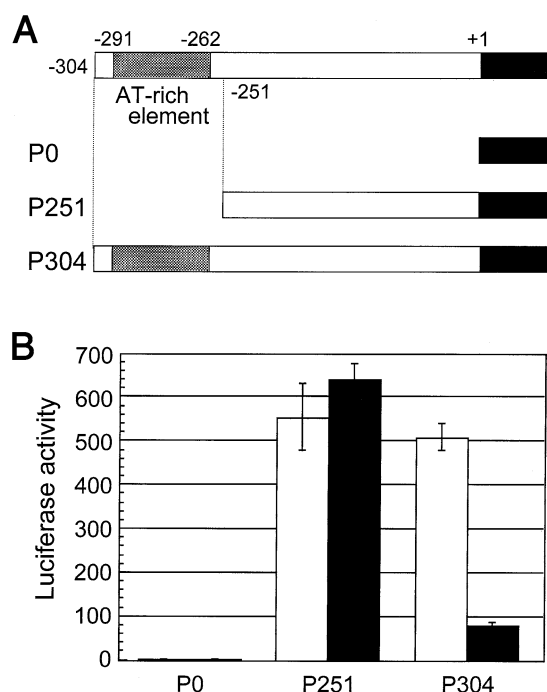 A
-291 -262 +1
-304
AT-rich element
-251
P0
P251
P304
B
Luciferase activity
700
600
500
400
300
200
100
0
P0 P251 P304